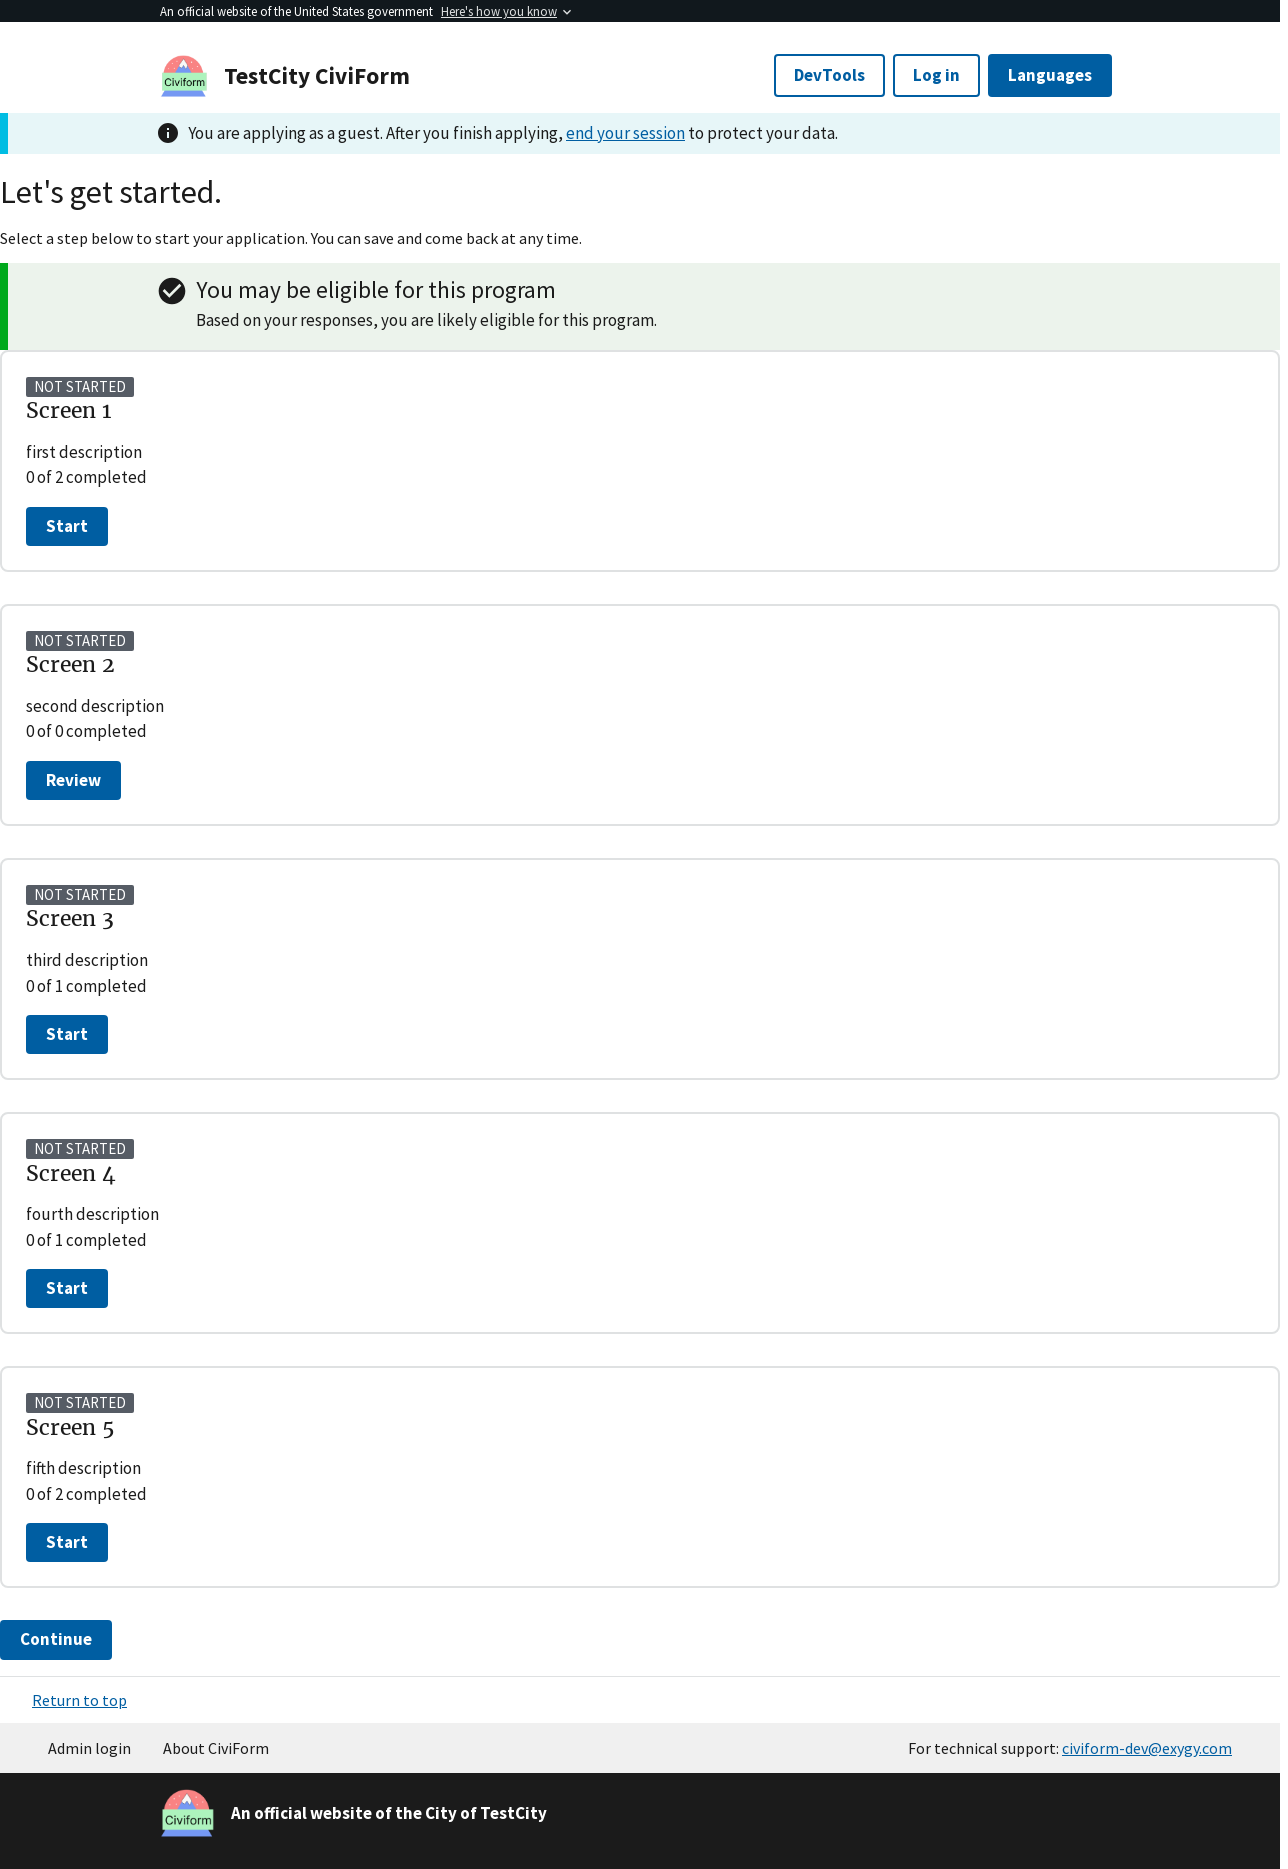 An official website of the United States government Here's how you know
Civiform
TestCity CiviForm
DevTools
Log in
Languages
You are applying as a guest. After you finish applying, end your session to protect your data.
Let's get started.
Select a step below to start your application. You can save and come back at any time.
You may be eligible for this program
Based on your responses, you are likely eligible for this program.
NOT STARTED
Screen 1
first description
0 of 2 completed
Start
NOT STARTED
Screen 2
second description
0 of 0 completed
Review
NOT STARTED
Screen 3
third description
0 of 1 completed
Start
NOT STARTED
Screen 4
fourth description
0 of 1 completed
Start
NOT STARTED
Screen 5
fifth description
0 of 2 completed
Start
Continue
Return to top
Admin login
About CiviForm
For technical support: civiform-dev@exygy.com
Civiform
An official website of the City of TestCity